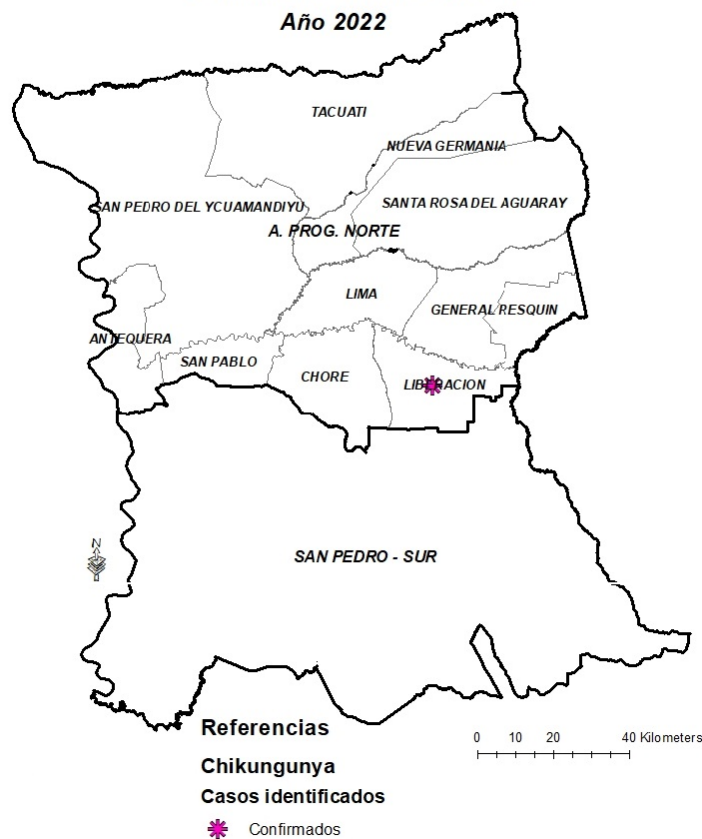 Año 2022
TACUATI
NUEVA GERMANIA
SAN PEDRO DEL YCUAMANDIYU
SANTA ROSA DEL AGUARAY
A. PROG. NORTE
LIMA
GENERAL RESQUIN
ANTEQUERA
SAN PABLO
CHORE
LIBERACION
N
SAN PEDRO - SUR
Referencias
0 10 20 40 Kilometers
Chikungunya
Casos identificados
Confirmados